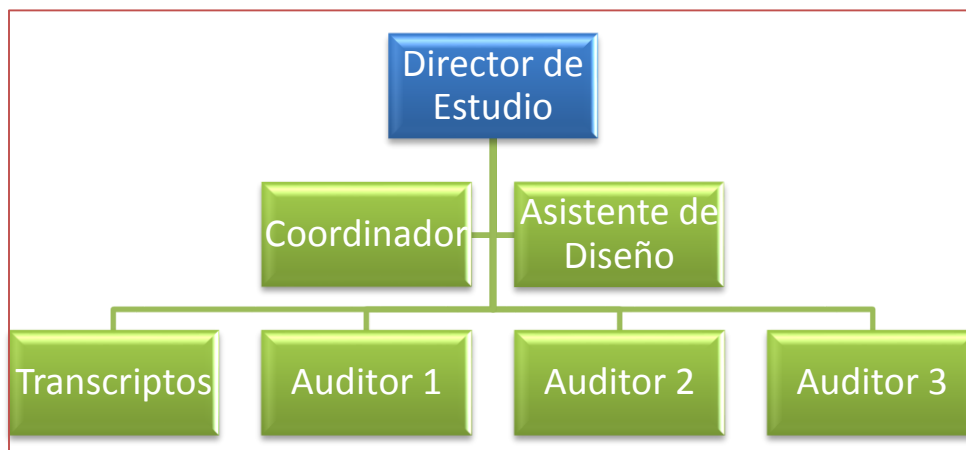 Director de
Estudio
Coordinador
Asistente de
Diseño
Transcriptos
Auditor 1
Auditor 2
Auditor 3